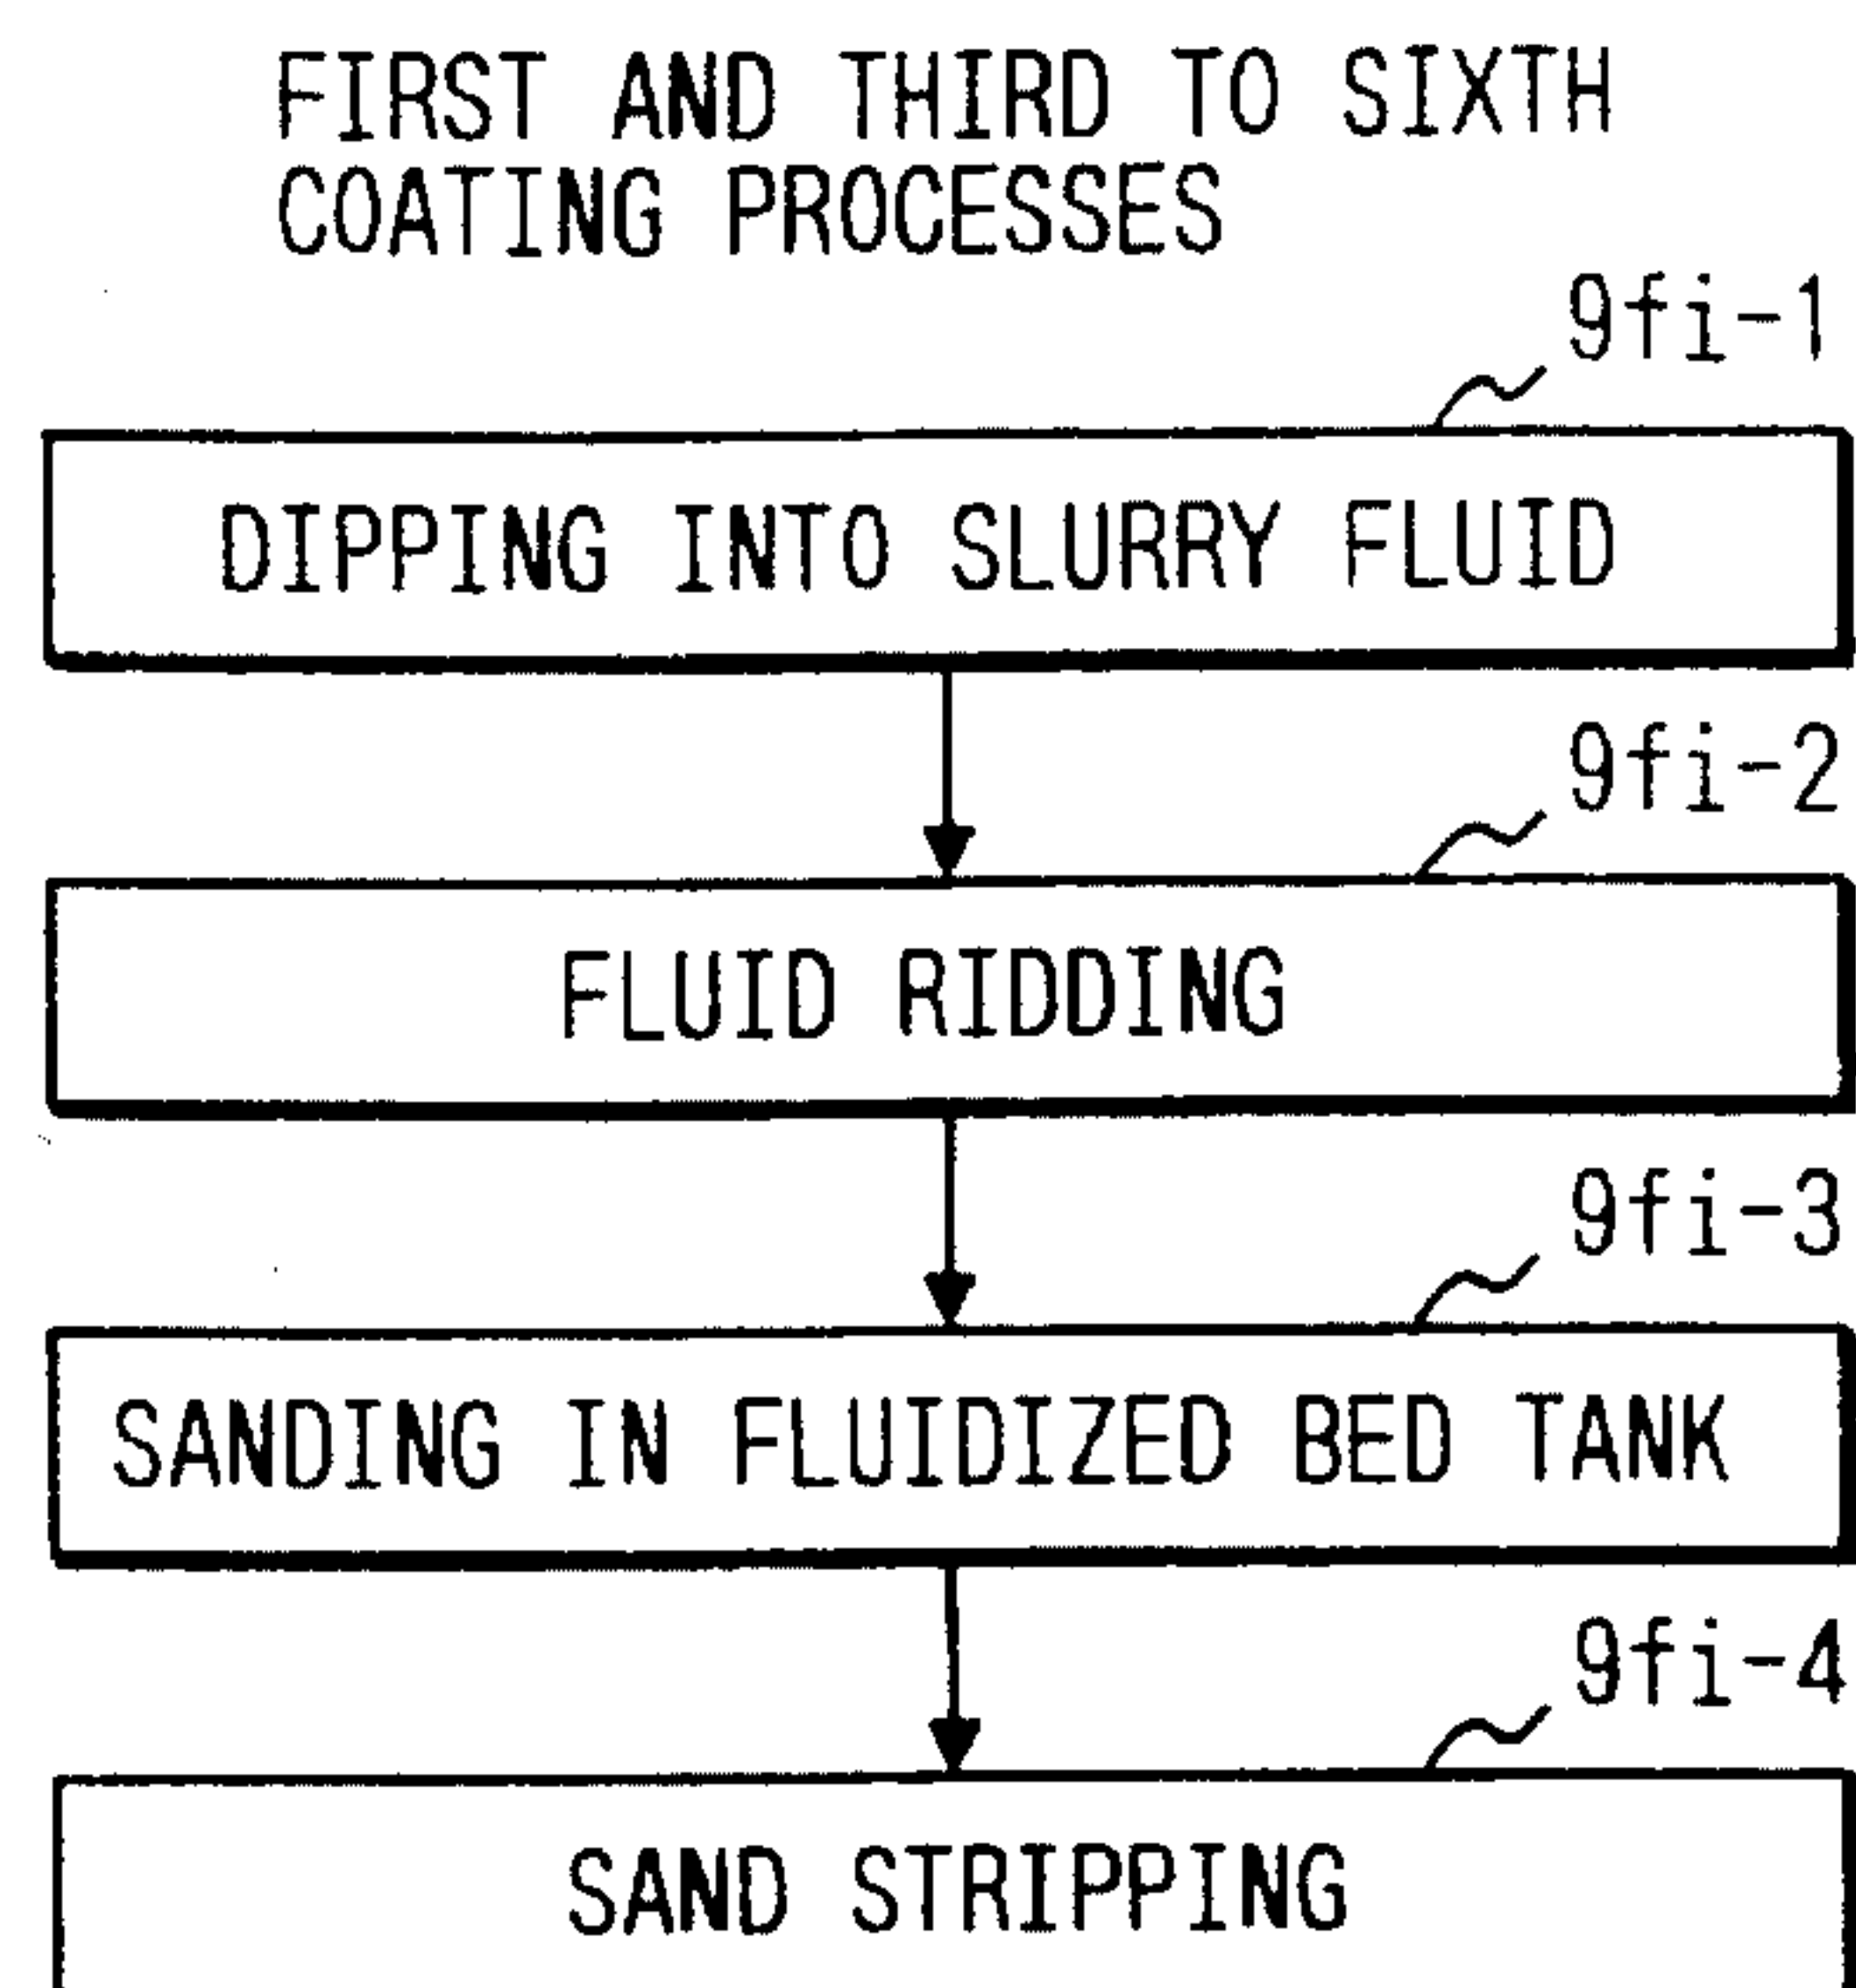 FIRST AND THIRD TO SIXTH
COATING PROCESSES
9fi-1
DIPPING INTO SLURRY FLUID
9fi-2
FLUID RIDDING
9fi-3
SANDING IN FLUIDIZED BED TANK
9fi-4
SAND STRIPPING